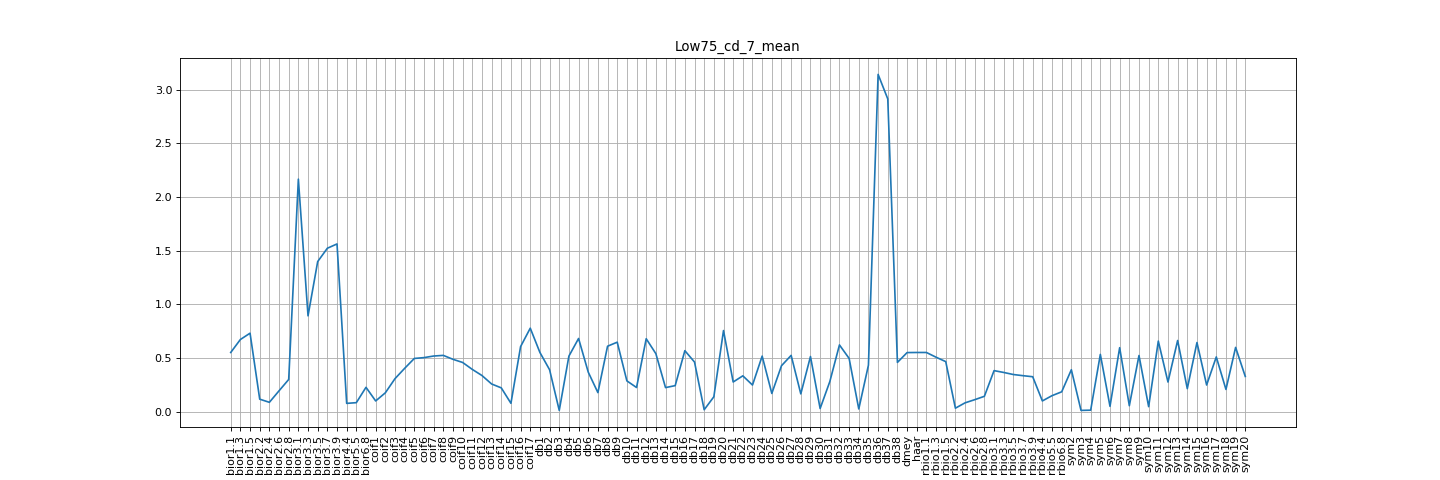 Low75_cd_7_mean
3.0
2.5
2.0
1.5
1.0
0.5
0.0
bior1.1
bior1.3
bior1.5
bior2.2
bior2.4
bior2.6
bior2.8
bior3.1
bior3.3
bior3.5
bior3.7
bior3.9
bior4.4
bior5.5
bior6.8
coif1
coif2
coif3
coif4
coif5
coif6
coif7
coif8
coif9
coif10
coif11
coif12
coif13
coif14
coif15
coif16
coif17
db1
db2
db3
db4
db5
db6
db7
db8
db9
db10
db11
db12
db13
db14
db15
db16
db17
db18
db19
db20
db21
db22
db23
db24
db25
db26
db27
db28
db29
db30
db31
db32
db33
db34
db35
db36
db37
db38
dmey
haar
rbio1.1
rbio1.3
rbio1.5
rbio2.2
rbio2.4
rbio2.6
rbio2.8
rbio3.1
rbio3.3
rbio3.5
rbio3.7
rbio3.9
rbio4.4
rbio5.5
rbio6.8
sym2
sym3
sym4
sym5
sym6
sym7
sym8
sym9
sym10
sym11
sym12
sym13
sym14
sym15
sym16
sym17
sym18
sym19
sym20